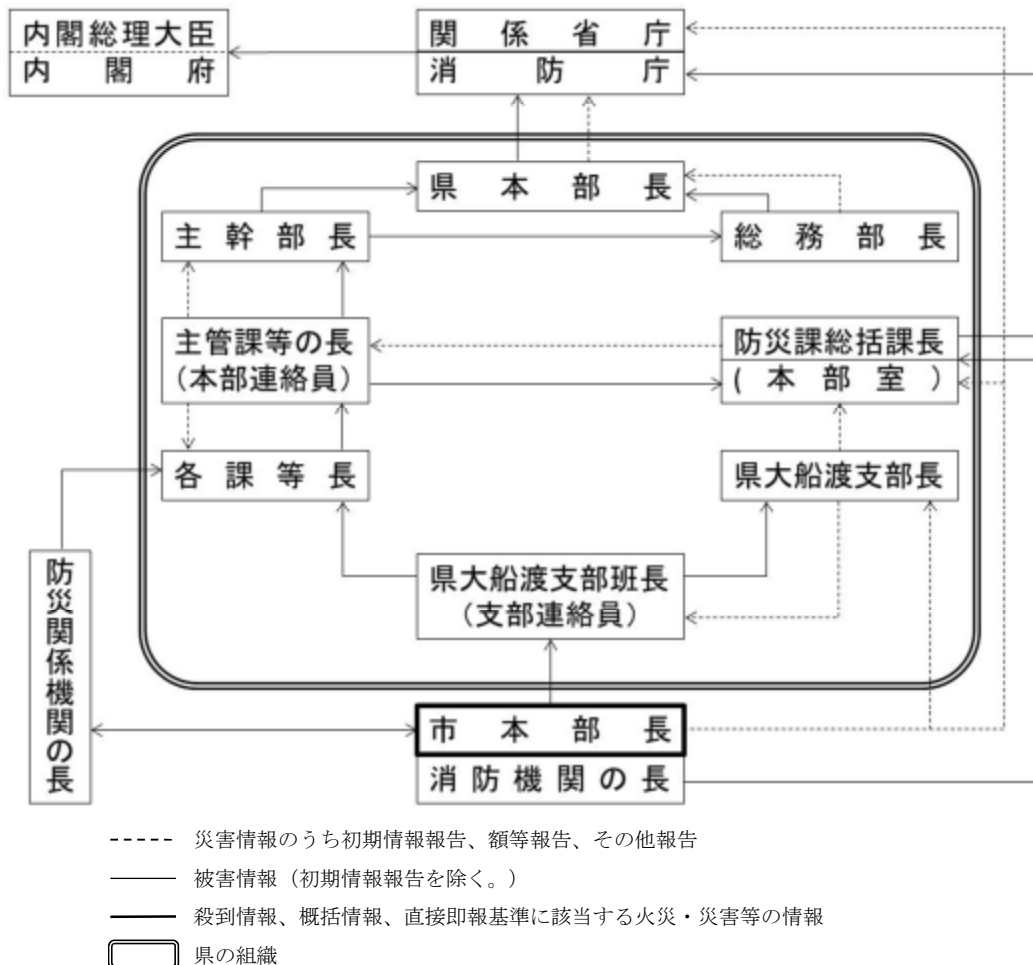 内閣総理大臣
内閣府
関係省庁
消防庁
県本部長
主幹部長
総務部長
主管課等の長
(本部連絡員)
防災課総括課長
(本部室)
各課等長
県大船渡支部長
県大船渡支部班長
(支部連絡員)
防災関係機関の長
市本部長
消防機関の長
災害情報のうち初期情報報告、額等報告、その他報告
被害情報（初期情報報告を除く。）
殺到情報、概括情報、直接即報基準に該当する火災・災害等の情報
県の組織